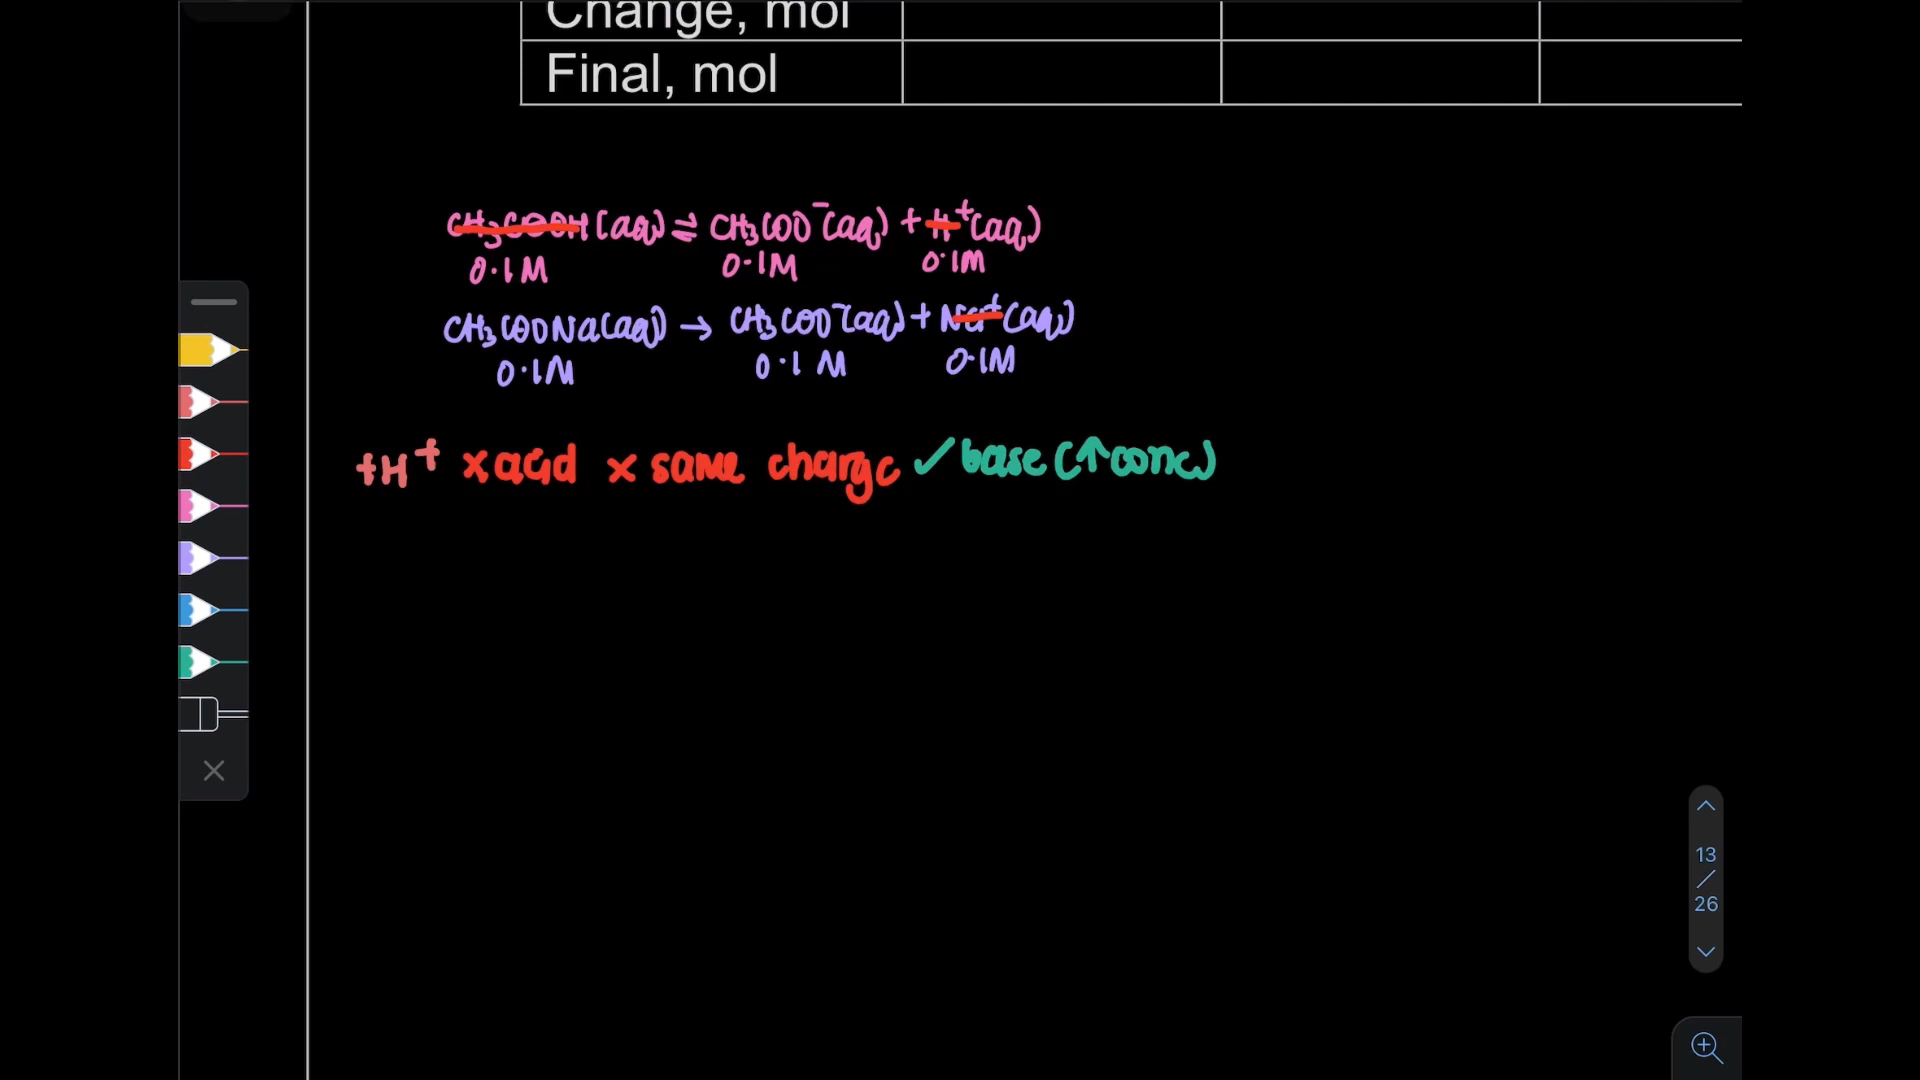 Change, mol
Final, mol
CH₃COOH(aq) ⇌ CH₃COO⁻(aq) + H⁺(aq)
0.1M 0.1M 0.1M
CH₃COONa(aq) → CH₃COO⁻(aq) + Na⁺(aq)
0.1M 0.1 M 0.1M
+H⁺ × acid × same charge ✓ base (↑conc)
13
/
26